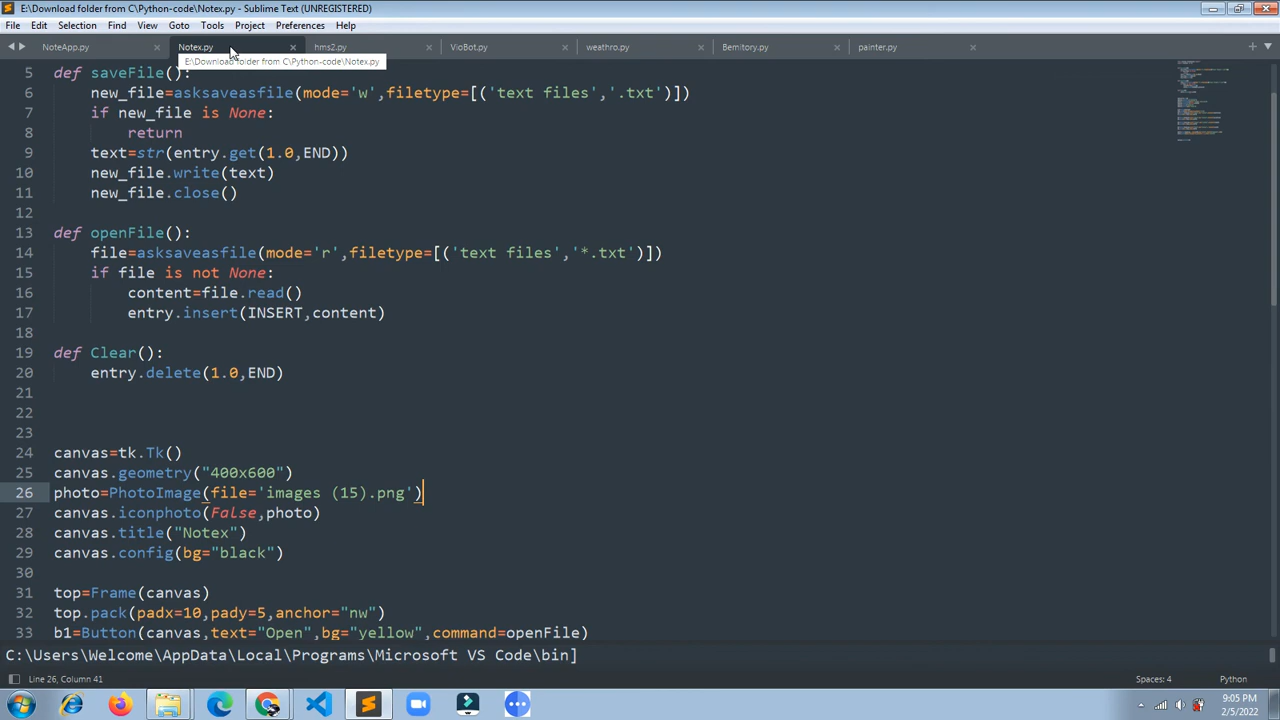 E:\Download folder from C\Python-code\Notex.py - Sublime Text (UNREGISTERED)
File Edit Selection Find View Goto Tools Project Preferences Help
NoteApp.py Notex.py hms2.py VioBot.py weathro.py Bemitory.py painter.py
E:\Download folder from C\Python-code\Notex.py
5 def saveFile():
6 new_file=asksaveasfile(mode='w',filetype=[('text files','.txt')])
7 if new_file is None:
8 return
9 text=str(entry.get(1.0,END))
10 new_file.write(text)
11 new_file.close()
12
13 def openFile():
14 file=asksaveasfile(mode='r',filetype=[('text files','*.txt')])
15 if file is not None:
16 content=file.read()
17 entry.insert(INSERT,content)
18
19 def Clear():
20 entry.delete(1.0,END)
21
22
23
24 canvas=tk.Tk()
25 canvas.geometry("400x600")
26 photo=PhotoImage(file='images (15).png')
27 canvas.iconphoto(False,photo)
28 canvas.title("Notex")
29 canvas.config(bg="black")
30
31 top=Frame(canvas)
32 top.pack(padx=10,pady=5,anchor="nw")
33 b1=Button(canvas,text="Open",bg="yellow",command=openFile)
C:\Users\Welcome\AppData\Local\Programs\Microsoft VS Code\bin]
Line 26, Column 41 Spaces: 4 Python
9:05 PM
2/5/2022